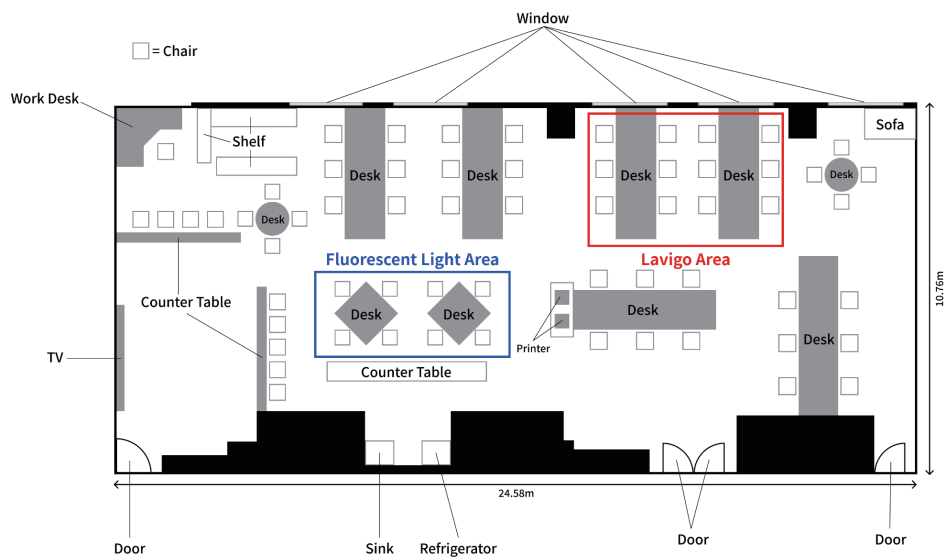 Window
= Chair
Work Desk
Shelf
Sofa
Desk
Desk
Desk
Desk
Desk
Desk
Fluorescent Light Area
Lavigo Area
Counter Table
Desk
Desk
Desk
Desk
TV
Printer
Counter Table
10.76m
24.58m
Door
Sink
Refrigerator
Door
Door